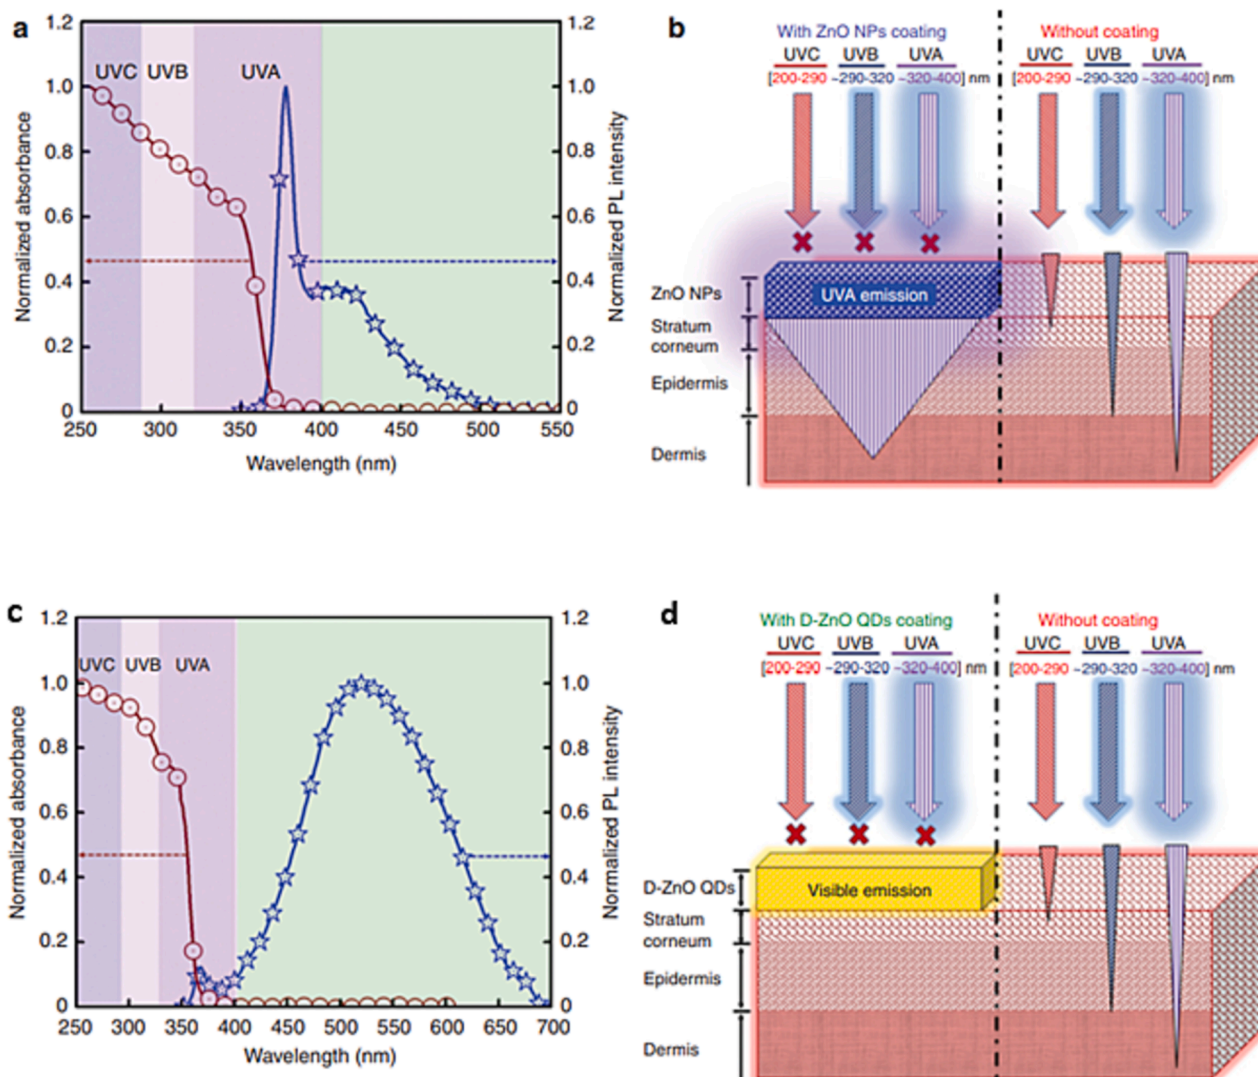 a
1.2
1.0
0.8
0.6
0.4
0.2
0
UVC UVB UVA
1.2
1.0
0.8
0.6
0.4
0.2
0
250 300 350 400 450 500 550
Normalized absorbance
Normalized PL intensity
Wavelength (nm)
b
With ZnO NPs coating
UVC UVB UVA
[200-290 ~290-320 ~320-400] nm
Without coating
UVC UVB UVA
[200-290 ~290-320 ~320-400] nm
ZnO NPs
UVA emission
Stratum
corneum
Epidermis
Dermis
c
1.2
1.0
0.8
0.6
0.4
0.2
0
UVC UVB UVA
1.2
1.0
0.8
0.6
0.4
0.2
0
250 300 350 400 450 500 550 600 650 700
Normalized absorbance
Normalized PL intensity
Wavelength (nm)
d
With D-ZnO QDs coating
UVC UVB UVA
[200-290 ~290-320 ~320-400] nm
Without coating
UVC UVB UVA
[200-290 ~290-320 ~320-400] nm
D-ZnO QDs
Visible emission
Stratum
corneum
Epidermis
Dermis